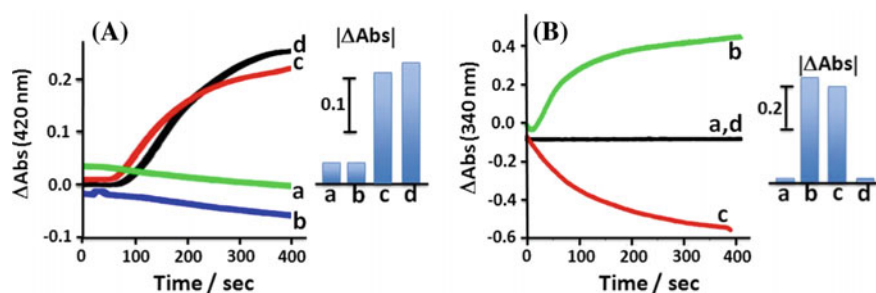 (A)
ΔAbs (420 nm)
0.2
0.1
0.0
-0.1
0 100 200 300 400
Time / sec
d
c
a
b
|ΔAbs|
0.1
a b c d
(B)
ΔAbs (340 nm)
0.4
0.2
0.0
-0.2
-0.4
-0.6
0 100 200 300 400
Time / sec
b
a,d
c
|ΔAbs|
0.2
a b c d